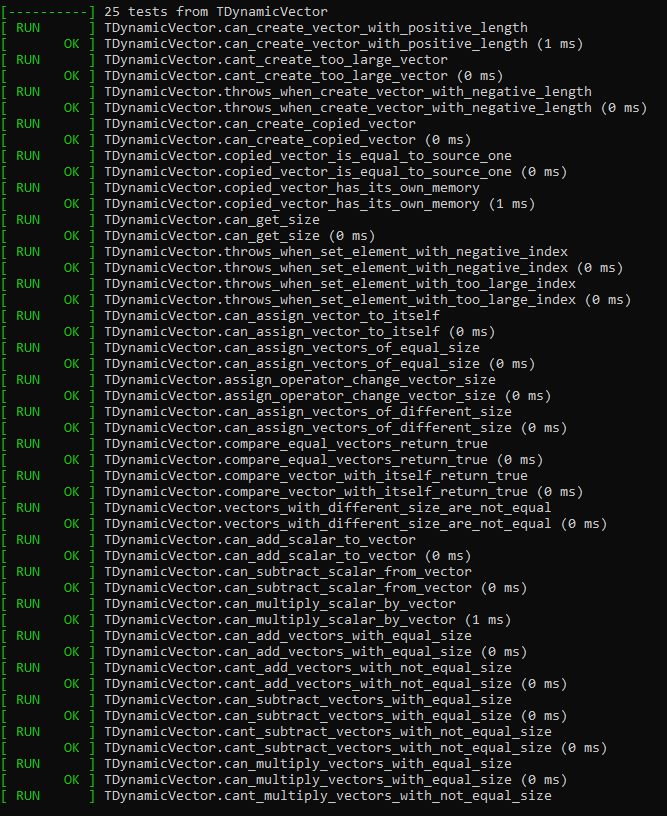 [----------] 25 tests from TDynamicVector
[ RUN      ] TDynamicVector.can_create_vector_with_positive_length
[       OK ] TDynamicVector.can_create_vector_with_positive_length (1 ms)
[ RUN      ] TDynamicVector.cant_create_too_large_vector
[       OK ] TDynamicVector.cant_create_too_large_vector (0 ms)
[ RUN      ] TDynamicVector.throws_when_create_vector_with_negative_length
[       OK ] TDynamicVector.throws_when_create_vector_with_negative_length (0 ms)
[ RUN      ] TDynamicVector.can_create_copied_vector
[       OK ] TDynamicVector.can_create_copied_vector (0 ms)
[ RUN      ] TDynamicVector.copied_vector_is_equal_to_source_one
[       OK ] TDynamicVector.copied_vector_is_equal_to_source_one (0 ms)
[ RUN      ] TDynamicVector.copied_vector_has_its_own_memory
[       OK ] TDynamicVector.copied_vector_has_its_own_memory (1 ms)
[ RUN      ] TDynamicVector.can_get_size
[       OK ] TDynamicVector.can_get_size (0 ms)
[ RUN      ] TDynamicVector.throws_when_set_element_with_negative_index
[       OK ] TDynamicVector.throws_when_set_element_with_negative_index (0 ms)
[ RUN      ] TDynamicVector.throws_when_set_element_with_too_large_index
[       OK ] TDynamicVector.throws_when_set_element_with_too_large_index (0 ms)
[ RUN      ] TDynamicVector.can_assign_vector_to_itself
[       OK ] TDynamicVector.can_assign_vector_to_itself (0 ms)
[ RUN      ] TDynamicVector.can_assign_vectors_of_equal_size
[       OK ] TDynamicVector.can_assign_vectors_of_equal_size (0 ms)
[ RUN      ] TDynamicVector.assign_operator_change_vector_size
[       OK ] TDynamicVector.assign_operator_change_vector_size (0 ms)
[ RUN      ] TDynamicVector.can_assign_vectors_of_different_size
[       OK ] TDynamicVector.can_assign_vectors_of_different_size (0 ms)
[ RUN      ] TDynamicVector.compare_equal_vectors_return_true
[       OK ] TDynamicVector.compare_equal_vectors_return_true (0 ms)
[ RUN      ] TDynamicVector.compare_vector_with_itself_return_true
[       OK ] TDynamicVector.compare_vector_with_itself_return_true (0 ms)
[ RUN      ] TDynamicVector.vectors_with_different_size_are_not_equal
[       OK ] TDynamicVector.vectors_with_different_size_are_not_equal (0 ms)
[ RUN      ] TDynamicVector.can_add_scalar_to_vector
[       OK ] TDynamicVector.can_add_scalar_to_vector (0 ms)
[ RUN      ] TDynamicVector.can_subtract_scalar_from_vector
[       OK ] TDynamicVector.can_subtract_scalar_from_vector (0 ms)
[ RUN      ] TDynamicVector.can_multiply_scalar_by_vector
[       OK ] TDynamicVector.can_multiply_scalar_by_vector (1 ms)
[ RUN      ] TDynamicVector.can_add_vectors_with_equal_size
[       OK ] TDynamicVector.can_add_vectors_with_equal_size (0 ms)
[ RUN      ] TDynamicVector.cant_add_vectors_with_not_equal_size
[       OK ] TDynamicVector.cant_add_vectors_with_not_equal_size (0 ms)
[ RUN      ] TDynamicVector.can_subtract_vectors_with_equal_size
[       OK ] TDynamicVector.can_subtract_vectors_with_equal_size (0 ms)
[ RUN      ] TDynamicVector.cant_subtract_vectors_with_not_equal_size
[       OK ] TDynamicVector.cant_subtract_vectors_with_not_equal_size (0 ms)
[ RUN      ] TDynamicVector.can_multiply_vectors_with_equal_size
[       OK ] TDynamicVector.can_multiply_vectors_with_equal_size (0 ms)
[ RUN      ] TDynamicVector.cant_multiply_vectors_with_not_equal_size